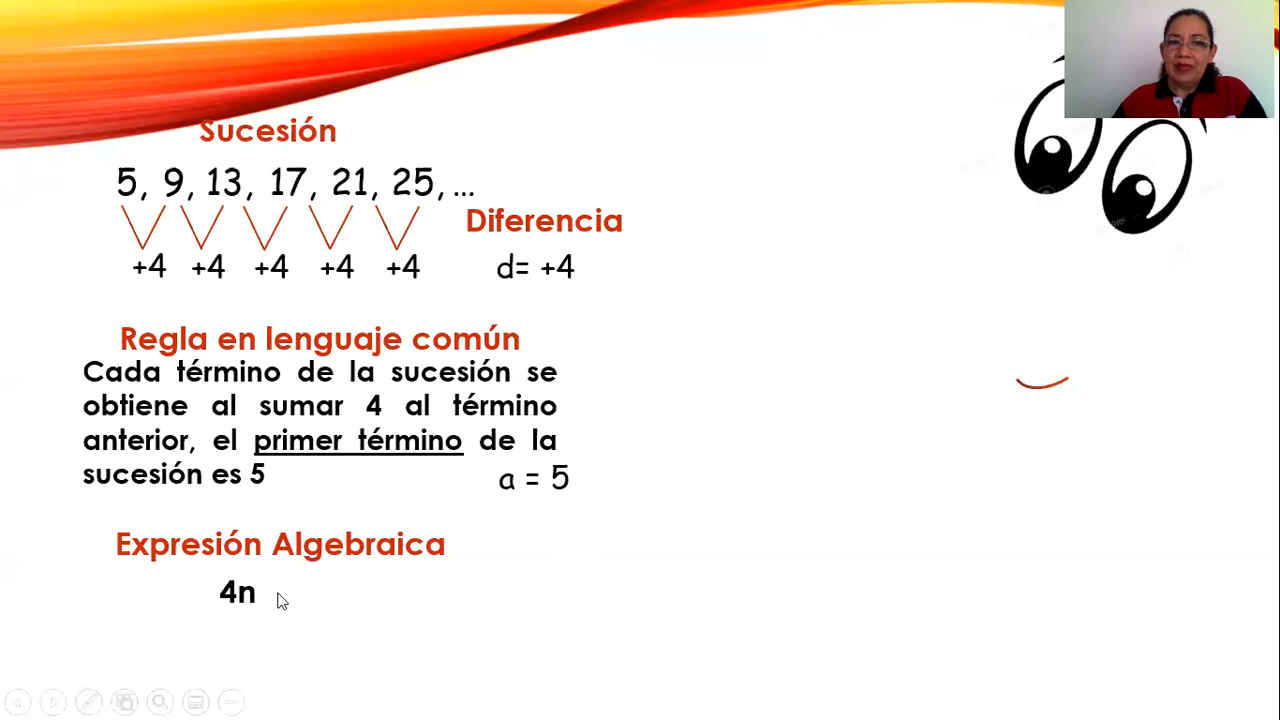 Sucesión
5, 9, 13, 17, 21, 25, ...
Diferencia
+4 +4 +4 +4 +4 d= +4
Regla en lenguaje común
Cada término de la sucesión se
obtiene al sumar 4 al término
anterior, el primer término de la
sucesión es 5
a = 5
Expresión Algebraica
4n